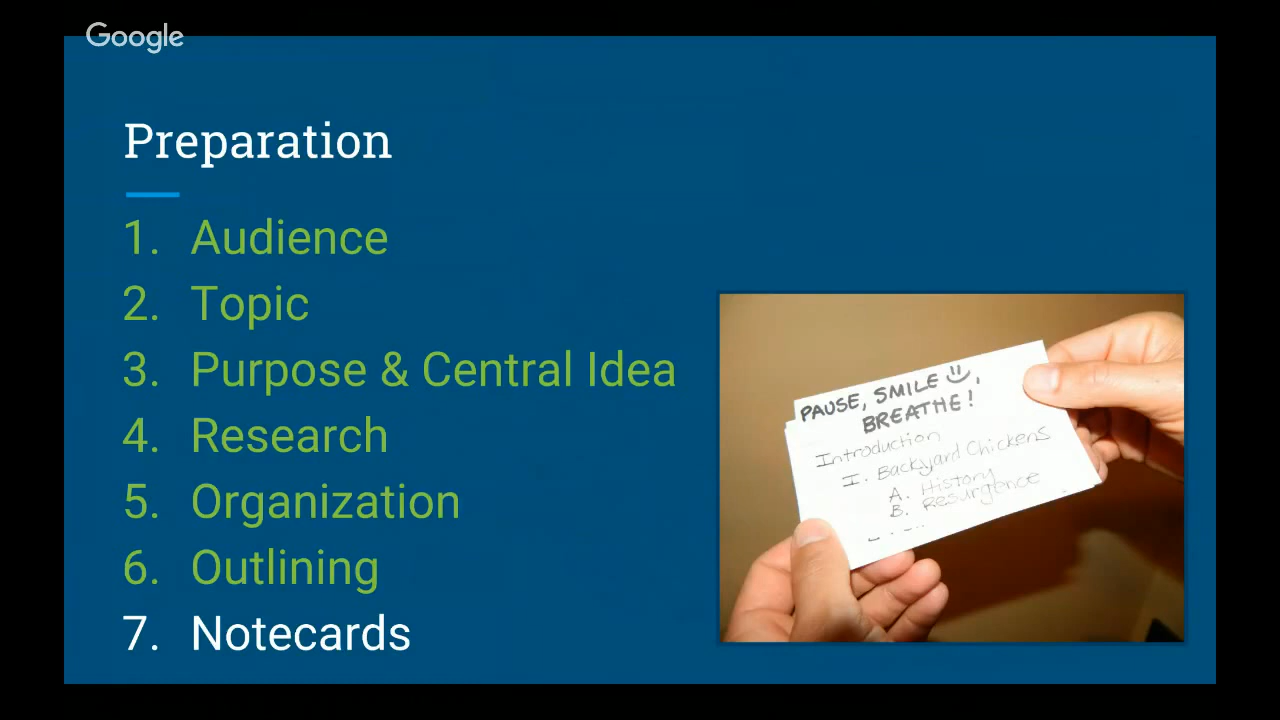 Google
Preparation
1. Audience
2. Topic
3. Purpose & Central Idea
4. Research
5. Organization
6. Outlining
7. Notecards
PAUSE, SMILE ☺,
BREATHE!
Introduction
I. Backyard Chickens
A. History
B. Resurgence